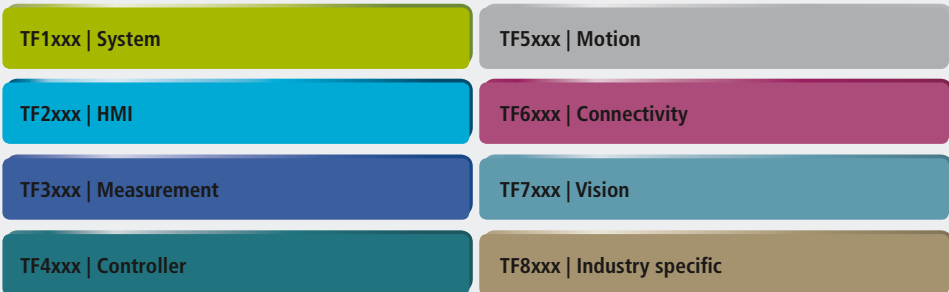 TF1xxx | System
TF2xxx | HMI
TF3xxx | Measurement
TF4xxx | Controller
TF5xxx | Motion
TF6xxx | Connectivity
TF7xxx | Vision
TF8xxx | Industry specific